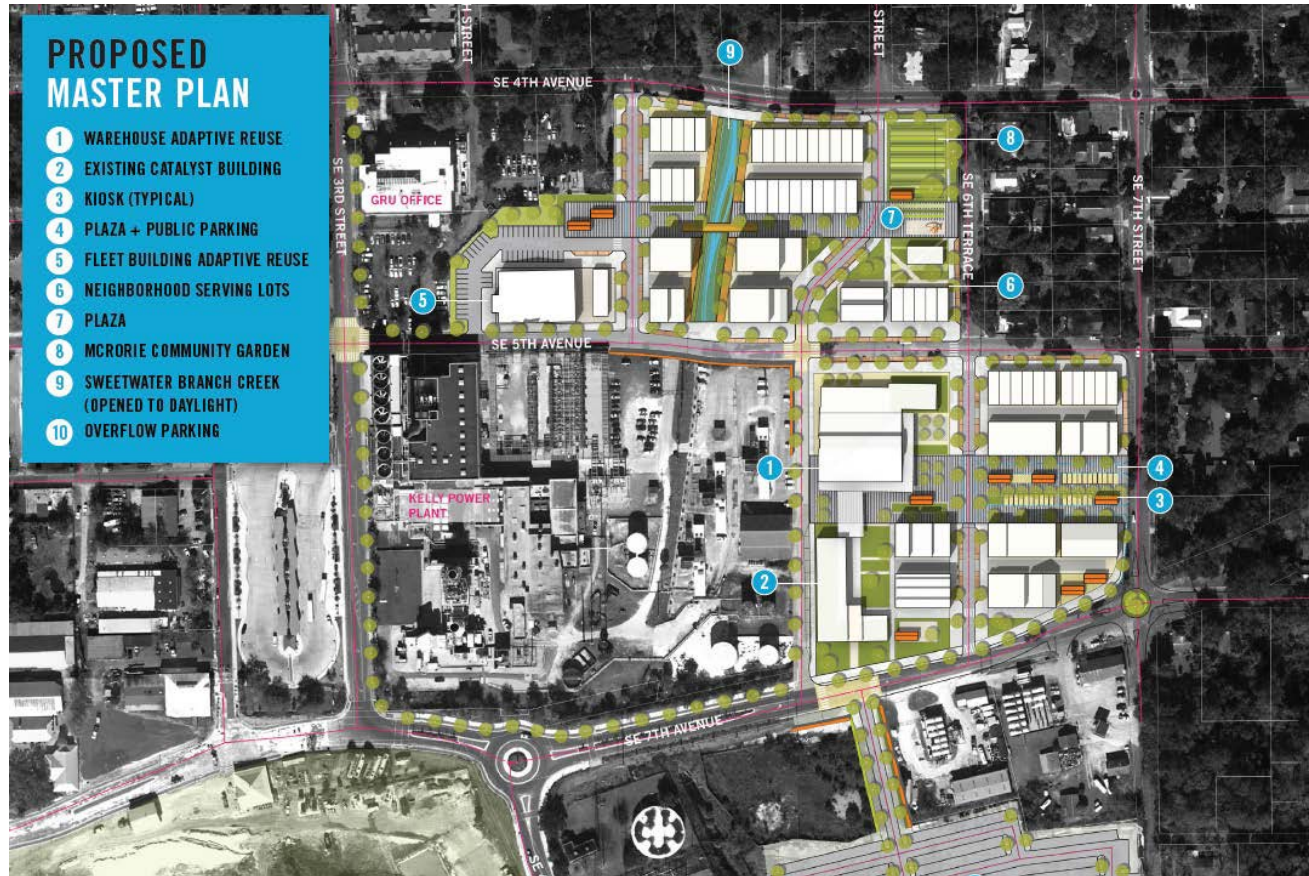 PROPOSED
MASTER PLAN
1 WAREHOUSE ADAPTIVE REUSE
2 EXISTING CATALYST BUILDING
3 KIOSK (TYPICAL)
4 PLAZA + PUBLIC PARKING
5 FLEET BUILDING ADAPTIVE REUSE
6 NEIGHBORHOOD SERVING LOTS
7 PLAZA
8 MCRORIE COMMUNITY GARDEN
9 SWEETWATER BRANCH CREEK
(OPENED TO DAYLIGHT)
10 OVERFLOW PARKING
H STREET
STREET
9
SE 4TH AVENUE
8
SE 3RD STREET
GRU OFFICE
7
SE 6TH TERRACE
SE 7TH STREET
6
5
SE 5TH AVENUE
1
4
3
KELLY POWER
PLANT
2
SE 7TH AVENUE
SE